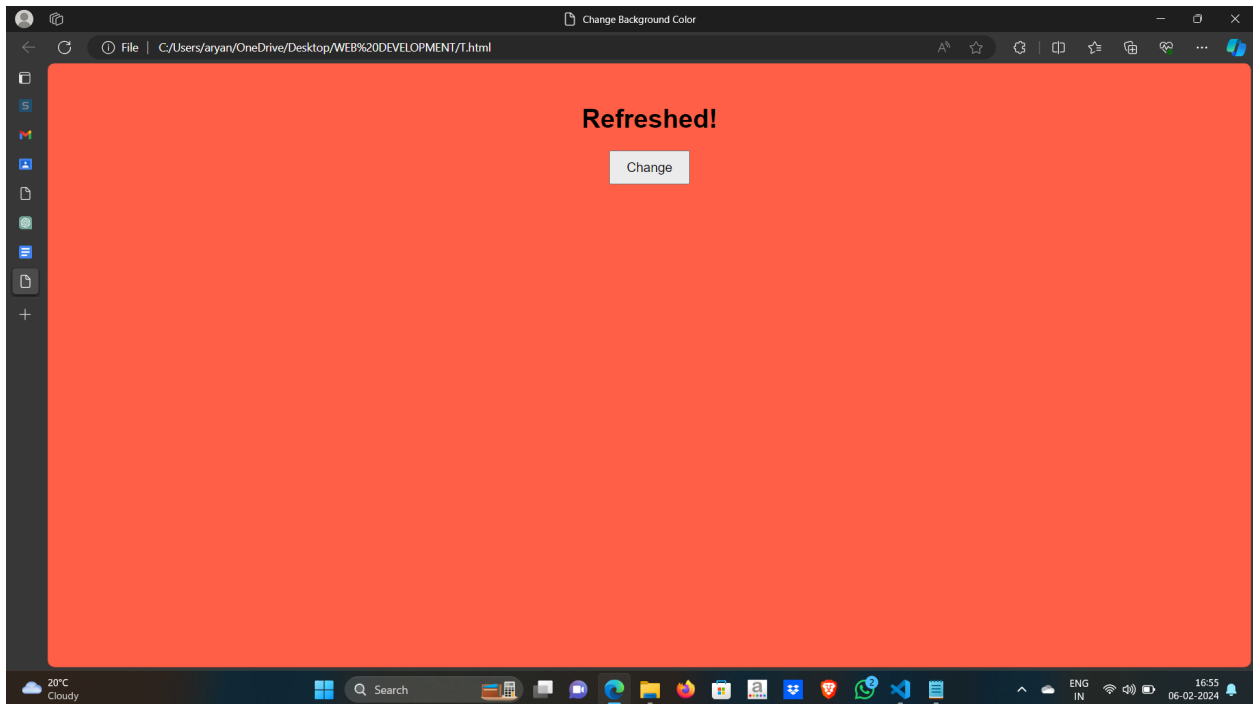 Change Background Color
File
C:/Users/aryan/OneDrive/Desktop/WEB%20DEVELOPMENT/T.html
Refreshed!
Change
20°C
Cloudy
Search
2
ENG
IN
16:55
06-02-2024